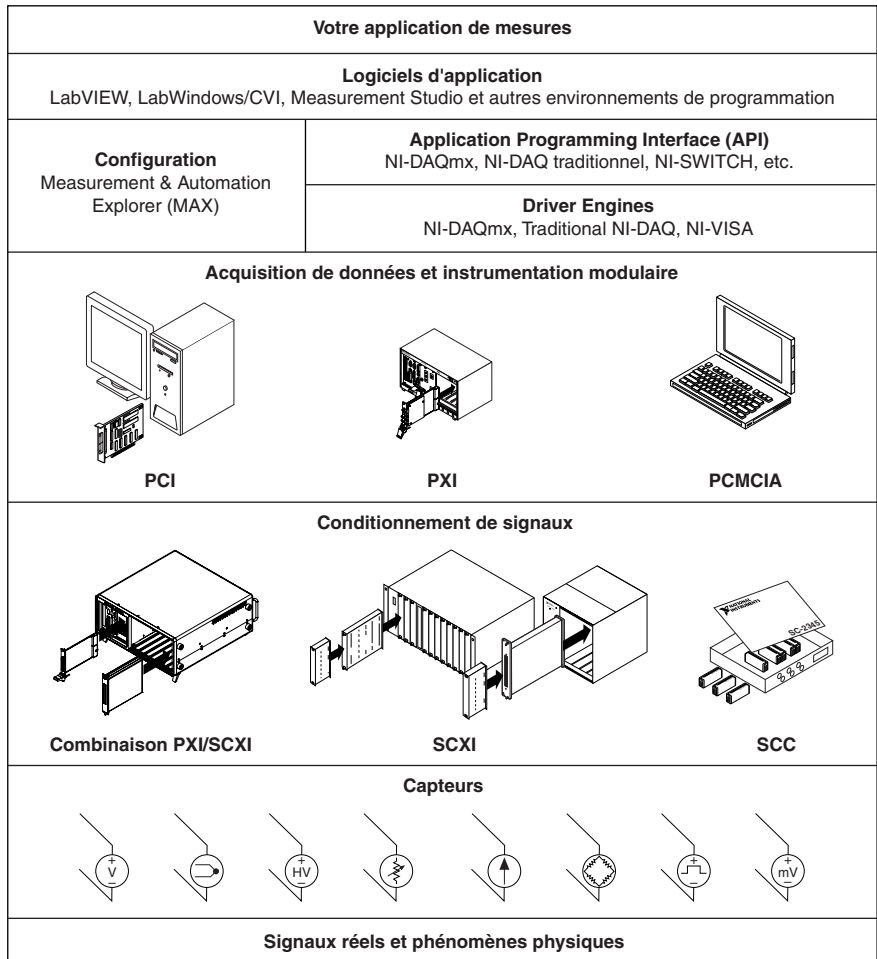 Votre application de mesures
Logiciels d'application
LabVIEW, LabWindows/CVI, Measurement Studio et autres environnements de programmation
Configuration
Measurement & Automation
Explorer (MAX)
Application Programming Interface (API)
NI-DAQmx, NI-DAQ traditionnel, NI-SWITCH, etc.
Driver Engines
NI-DAQmx, Traditional NI-DAQ, NI-VISA
Acquisition de données et instrumentation modulaire
PCI
PXI
PCMCIA
Conditionnement de signaux
NATIONAL
INSTRUMENTS
SC-2345
Combinaison PXI/SCXI
SCXI
SCC
Capteurs
+
V
–
+
HV
–
+
–
+
mV
–
Signaux réels et phénomènes physiques